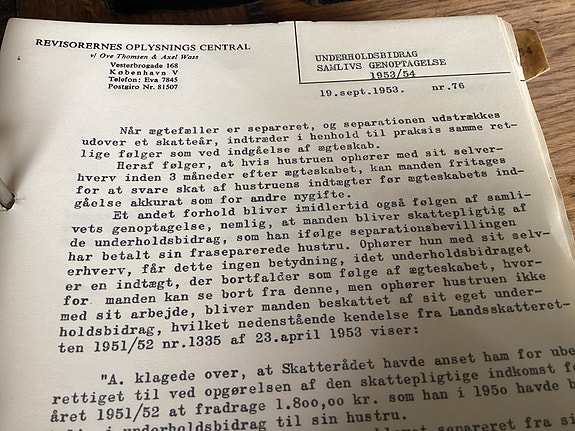 REVISORERNES OPLYSNINGS CENTRAL
v/ Ove Thomsen & Axel Wass
Vesterbrogade 168
København V
Telefon: Eva 7845
Postgiro Nr. 81507
UNDERHOLDSBIDRAG
SAMLIVS GENOPTAGELSE
1953/54
19.sept.1953. nr.76
Når ægtefæller er separeret, og separationen udstrækkes
udover et skatteår, indtræder i henhold til praksis samme ret-
lige følger som ved indgåelse af ægteskab.
Heraf følger, at hvis hustruen ophører med sit selver-
hverv inden 3 måneder efter ægteskabet, kan manden fritages
for at svare skat af hustruens indtægter før ægteskabets ind-
gåelse akkurat som for andre nygifte.
Et andet forhold bliver imidlertid også følgen af samli-
vets genoptagelse, nemlig, at manden bliver skattepligtig af
de underholdsbidrag, som han ifølge separationsbevillingen
har betalt sin fraseparerede hustru. Ophører hun med sit selv-
erhverv, får dette ingen betydning, idet underholdsbidraget
er en indtægt, der bortfalder som følge af ægteskabet, hvor-
for manden kan se bort fra denne, men ophører hustruen ikke
med sit arbejde, bliver manden beskattet af sit eget under-
holdsbidrag, hvilket nedenstående kendelse fra Landsskatteret-
ten 1951/52 nr.1335 af 23.april 1953 viser:
"A. klagede over, at Skatterådet havde anset ham for ube
rettiget til ved opgørelsen af den skattepligtige indkomst f
året 1951/52 at fradrage 1.800,00 kr. som han i 1950 havde b
i underholdsbidrag til sin hustru.
separeret fra si